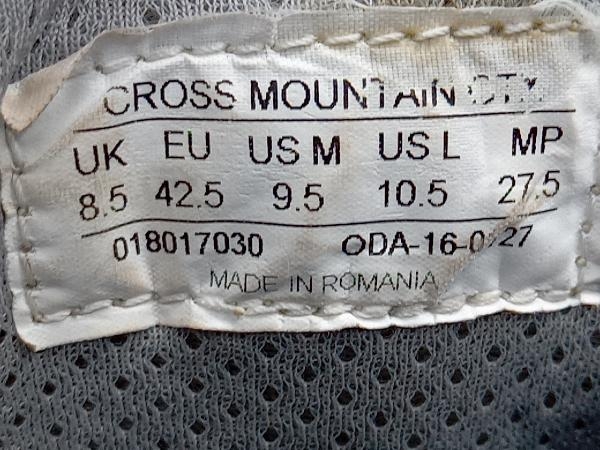 CROSS MOUNTAIN
UK EU US M US L MP
8.5 42.5 9.5 10.5 27.5
018017030
MADE IN ROMANIA